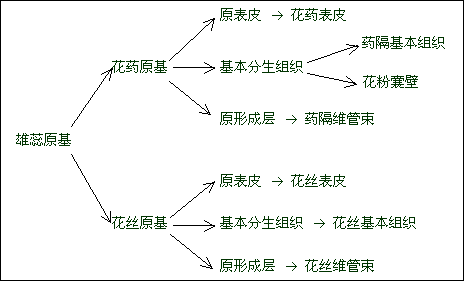 原表皮 → 花药表皮
药隔基本组织
花药原基 基本分生组织
花粉囊壁
原形成层 → 药隔维管束
雄蕊原基
原表皮 → 花丝表皮
花丝原基 基本分生组织 → 花丝基本组织
原形成层 → 花丝维管束